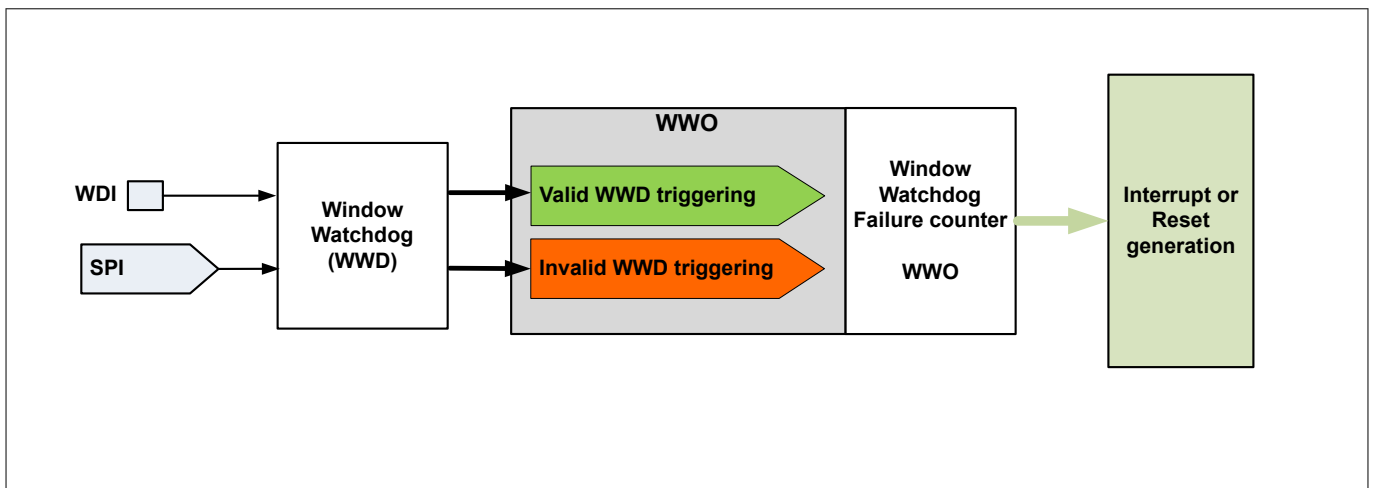 WDI
SPI
Window
Watchdog
(WWD)
WWO
Valid WWD triggering
Invalid WWD triggering
Window
Watchdog
Failure counter
WWO
Interrupt or
Reset
generation